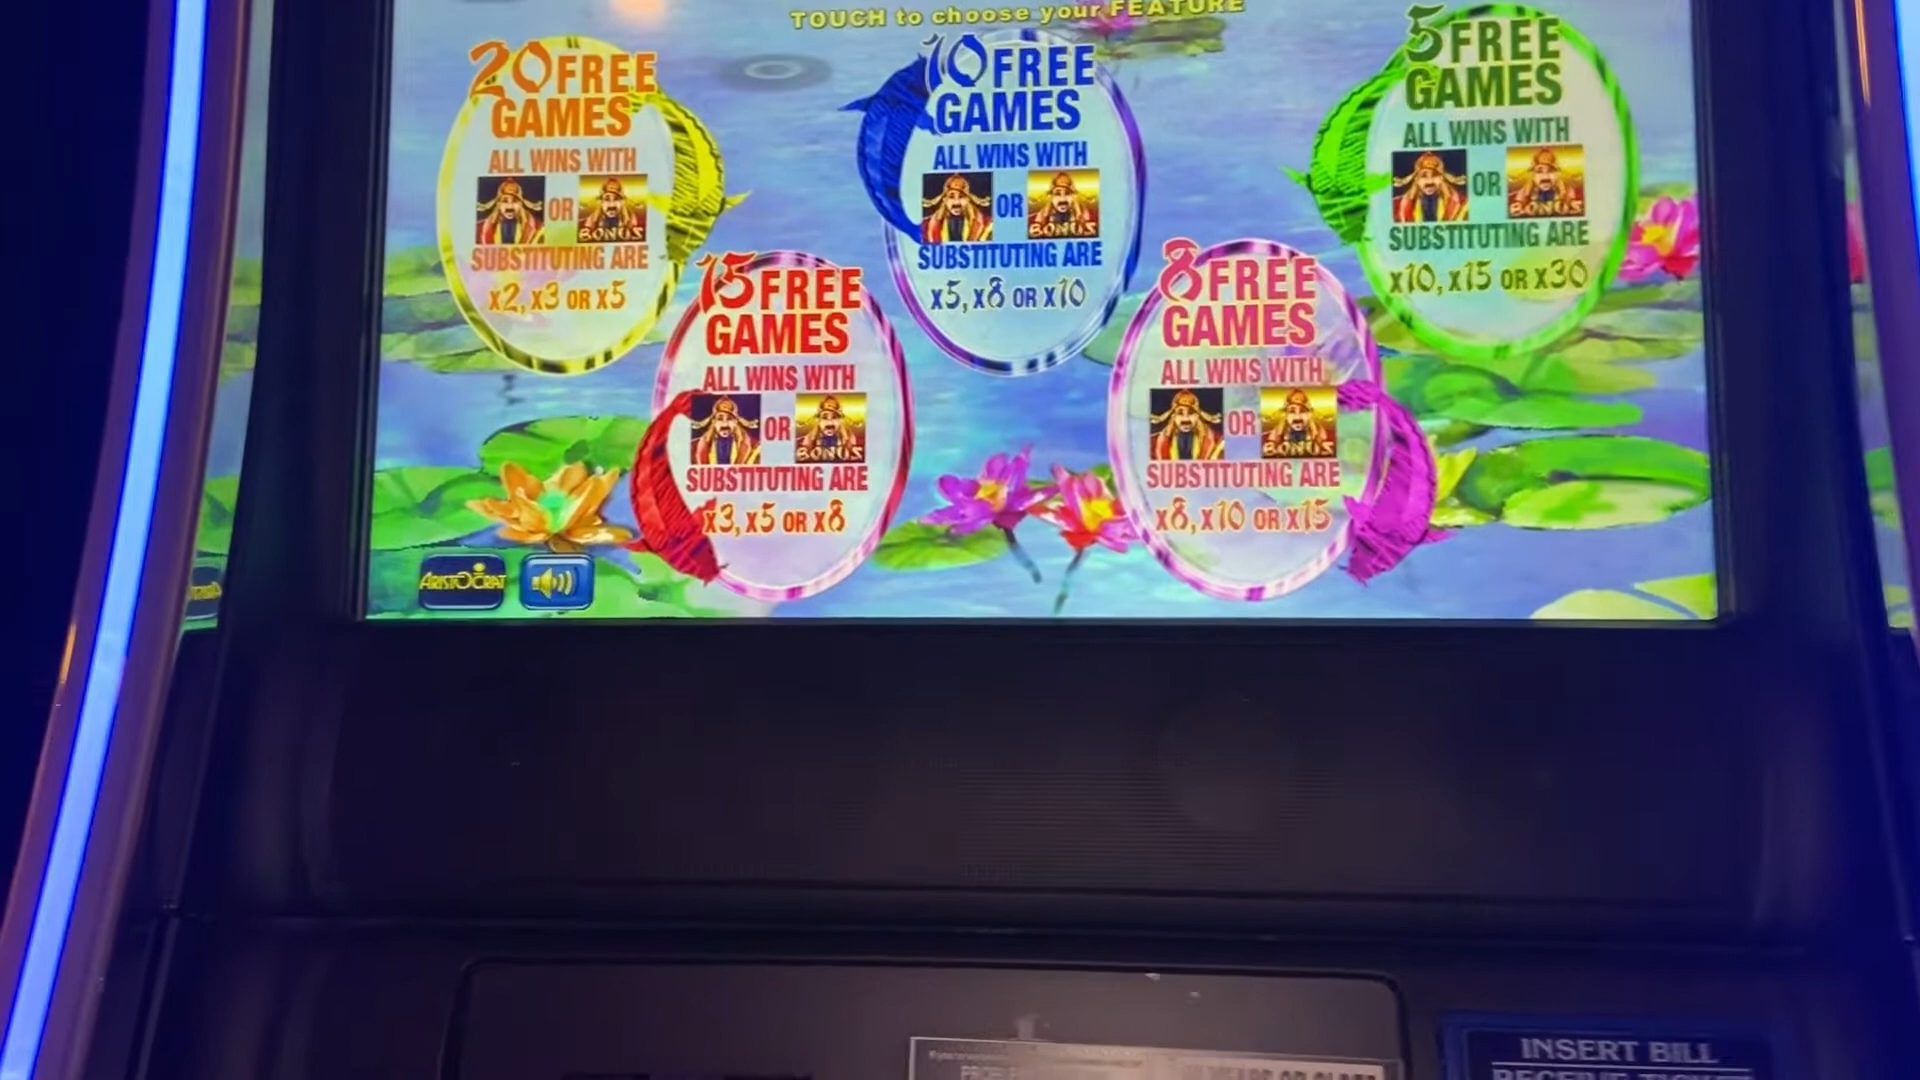 TOUCH to choose your FEATURE
20 FREE
GAMES
ALL WINS WITH
OR
BONUS
SUBSTITUTING ARE
x2, x3 OR x5
15 FREE
GAMES
ALL WINS WITH
OR
BONUS
SUBSTITUTING ARE
x3, x5 OR x8
10 FREE
GAMES
ALL WINS WITH
OR
BONUS
SUBSTITUTING ARE
x5, x8 OR x10
8 FREE
GAMES
ALL WINS WITH
OR
BONUS
SUBSTITUTING ARE
x8, x10 OR x15
5 FREE
GAMES
ALL WINS WITH
OR
BONUS
SUBSTITUTING ARE
x10, x15 OR x30
ARISTOCRAT
INSERT BILL
RECEIVE TICKET